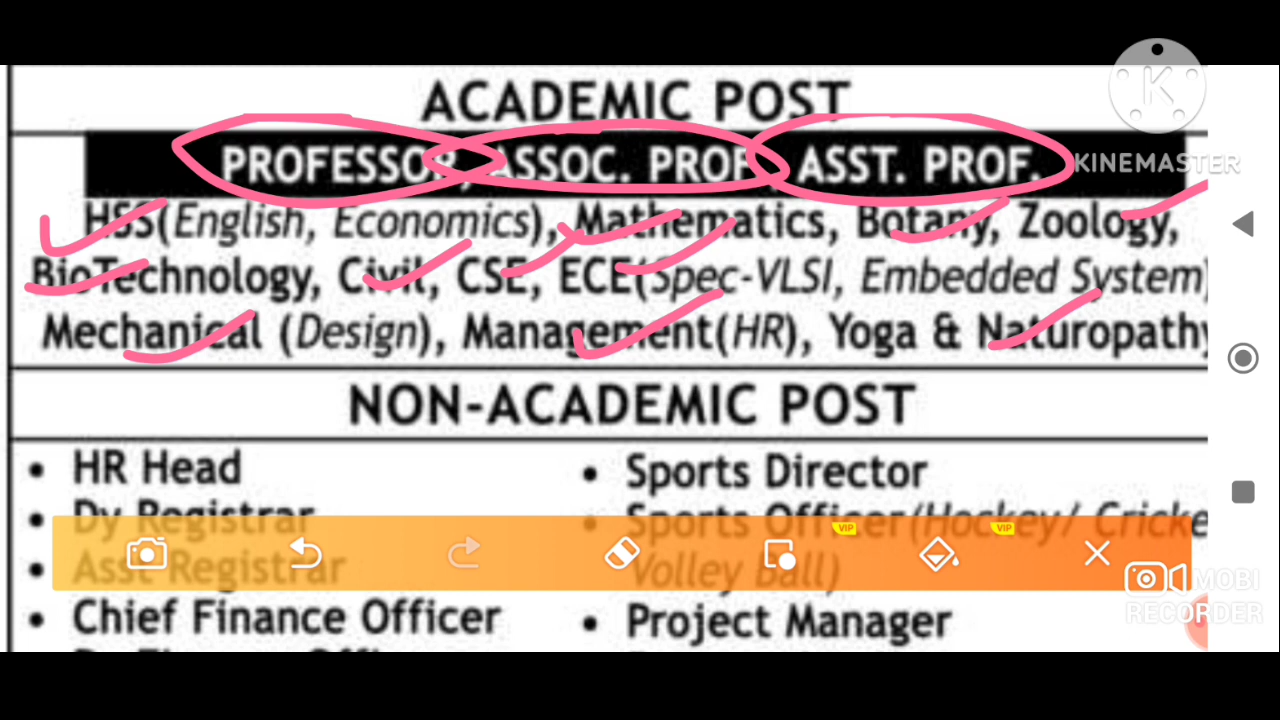 ACADEMIC POST
PROFESSOR, ASSOC. PROF. ASST. PROF.
KINEMASTER
HSS(English, Economics), Mathematics, Botany, Zoology,
BioTechnology, Civil, CSE, ECE(Spec-VLSI, Embedded System)
Mechanical (Design), Management(HR), Yoga & Naturopathy
NON-ACADEMIC POST
• HR Head
• Sports Director
• Dy Registrar
• Sports Officer (Hockey/ Cricke
Volley Ball)
• Asst Registrar
VIP
VIP
• Chief Finance Officer
• Project Manager
MOBI
RECORDER